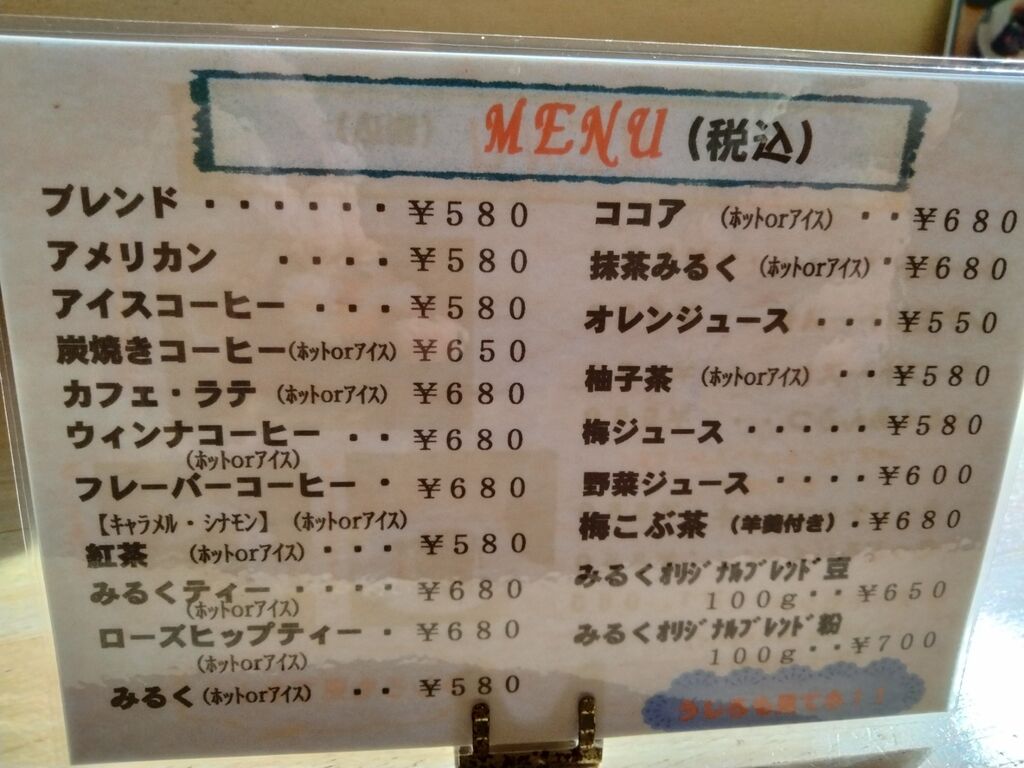 MENU (税込)
ブレンド ・・・・・・ ¥580
アメリカン ・・・・ ¥580
アイスコーヒー ・・・ ¥580
炭焼きコーヒー(ホットorアイス) ¥650
カフェ・ラテ (ホットorアイス) ¥680
ウィンナコーヒー ・・ ¥680
(ホットorアイス)
フレーバーコーヒー ・ ¥680
【キャラメル・シナモン】 (ホットorアイス)
紅茶 (ホットorアイス) ・・・ ¥580
みるくティー ・・・・ ¥680
(ホットorアイス)
ローズヒップティー ・ ¥680
(ホットorアイス)
みるく (ホットorアイス) ・・ ¥580
ココア (ホットorアイス) ・・ ¥680
抹茶みるく (ホットorアイス)・ ¥680
オレンジュース ・・・ ¥550
柚子茶 (ホットorアイス) ・・ ¥580
梅ジュース ・・・・・ ¥580
野菜ジュース ・・・・ ¥600
梅こぶ茶 (羊羹付き) ・¥680
みるくオリジナルブレンド豆
100g・・¥650
みるくオリジナルブレンド粉
100g・・¥700